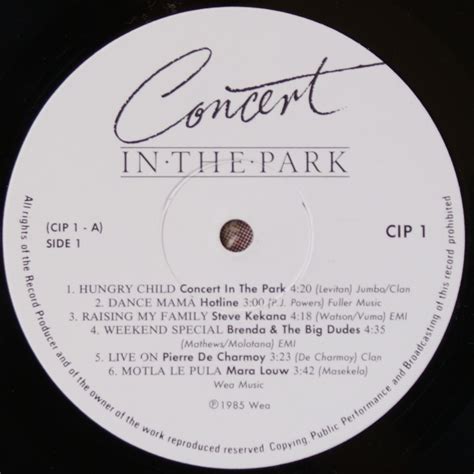 Concert
IN·THE·PARK
(CIP 1 - A)
SIDE 1
CIP 1
1. HUNGRY CHILD Concert In The Park 4:20 (Levitan) Jumba/Clan
2. DANCE MAMA Hotline 3:00 (P.J. Powers) Fuller Music
3. RAISING MY FAMILY Steve Kekana 4:18 (Watson/Vuma) EMI
4. WEEKEND SPECIAL Brenda & The Big Dudes 4:35
(Mathews/Molotana) EMI
5. LIVE ON Pierre De Charmoy 3:23 (De Charmoy) Clan
6. MOTLA LE PULA Mara Louw 3:42 (Masekela)
Wea Music
℗ 1985 Wea
All rights of the Record Producer and of the owner of the work reproduced reserved Copying Public Performance and Broadcasting of this record prohibited